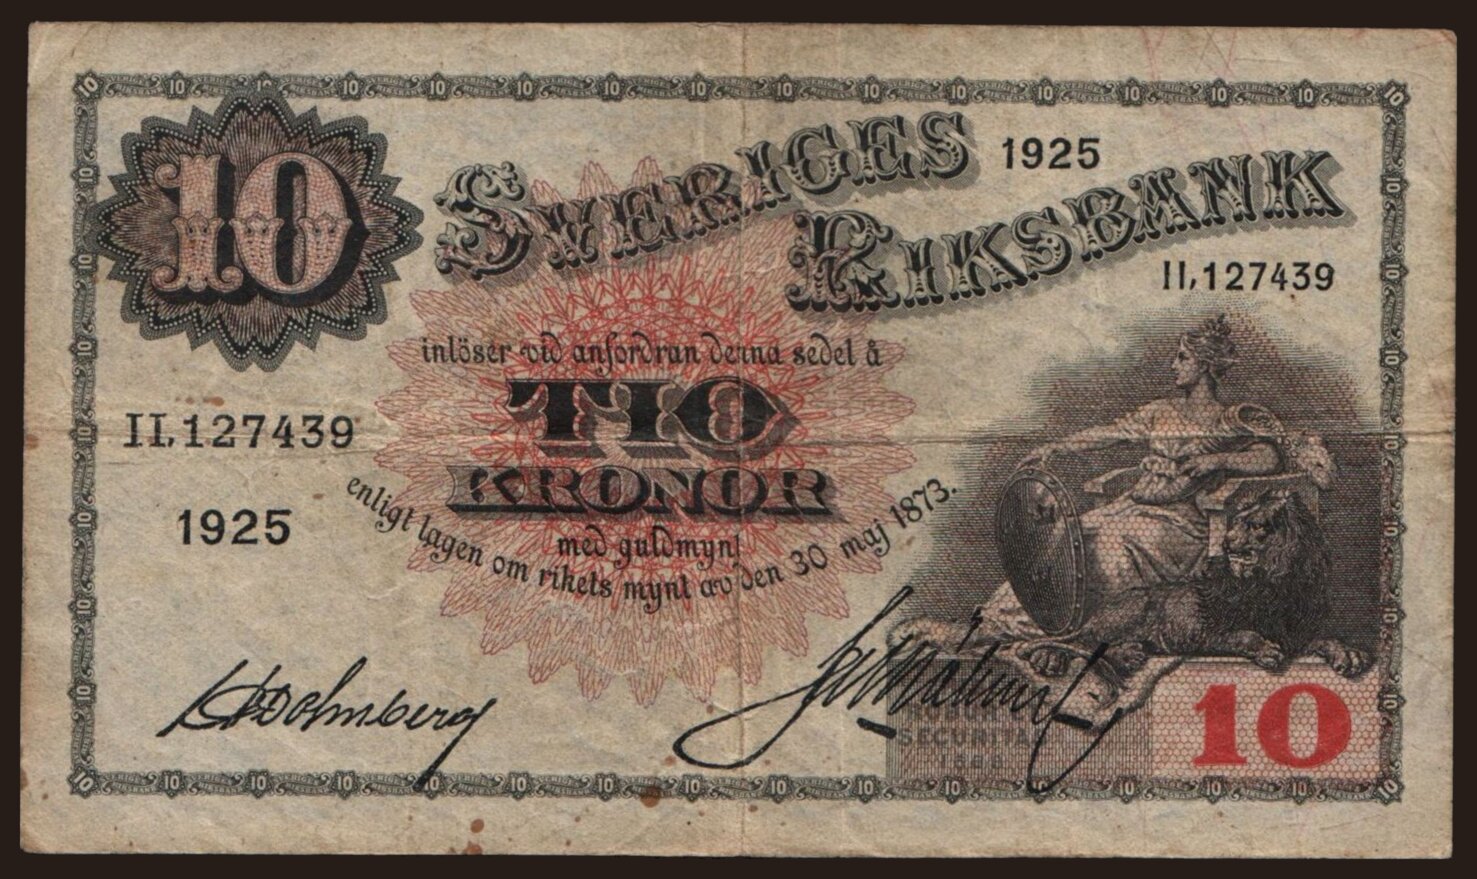 10
SVERIGES
RIKSBANK
1925
II,127439
inlöser vid anfordran denna sedel å
TIO
KRONOR
med guldmynt
enligt lagen om rikets mynt av den 30 maj 1873.
II,127439
1925
SECURITA
10